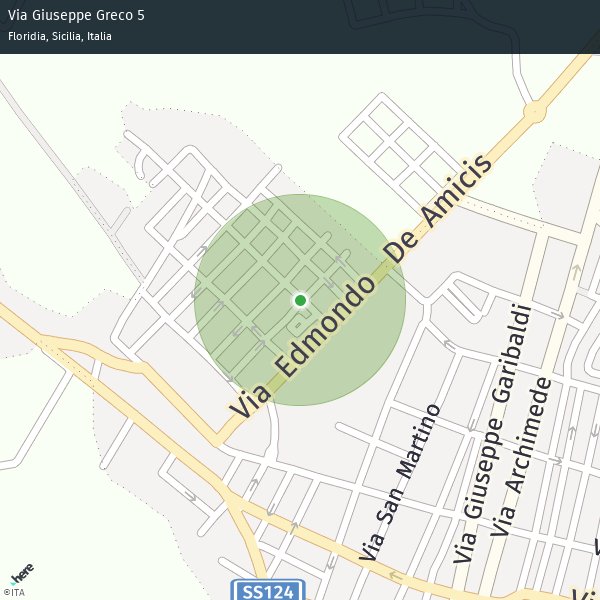 Via Giuseppe Greco 5
Floridia, Sicilia, Italia
Via Edmondo De Amicis
Via Giuseppe Garibaldi
Via Archimede
Via San Martino
here
©ITA
SS124